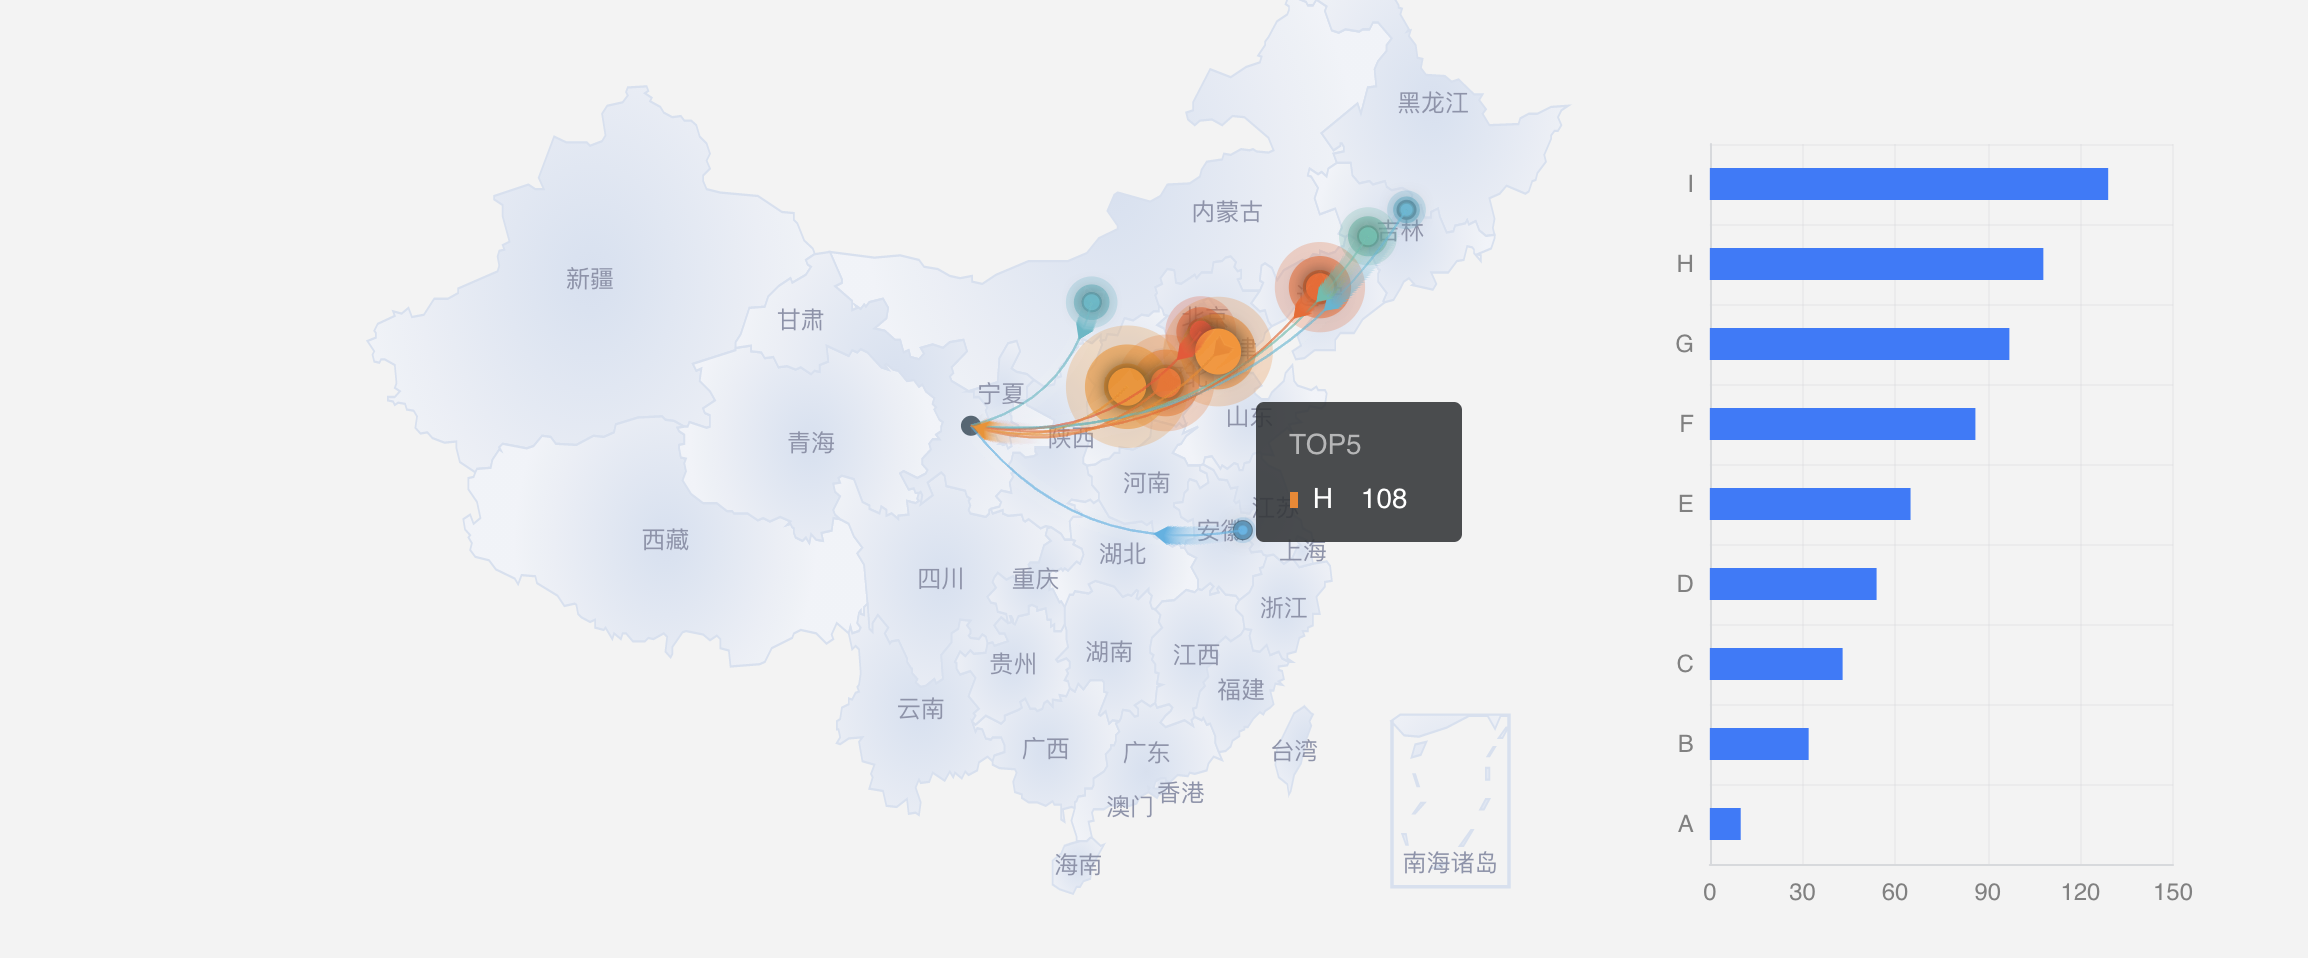 黑龙江
内蒙古
吉林
新疆
甘肃
北京
宁夏
山东
陕西
青海
TOP5
H 108
河南
江苏
安徽
西藏
湖北
上海
四川
重庆
浙江
湖南
江西
贵州
福建
云南
广西
广东
台湾
香港
澳门
海南
南海诸岛
I
H
G
F
E
D
C
B
A
0 30 60 90 120 150